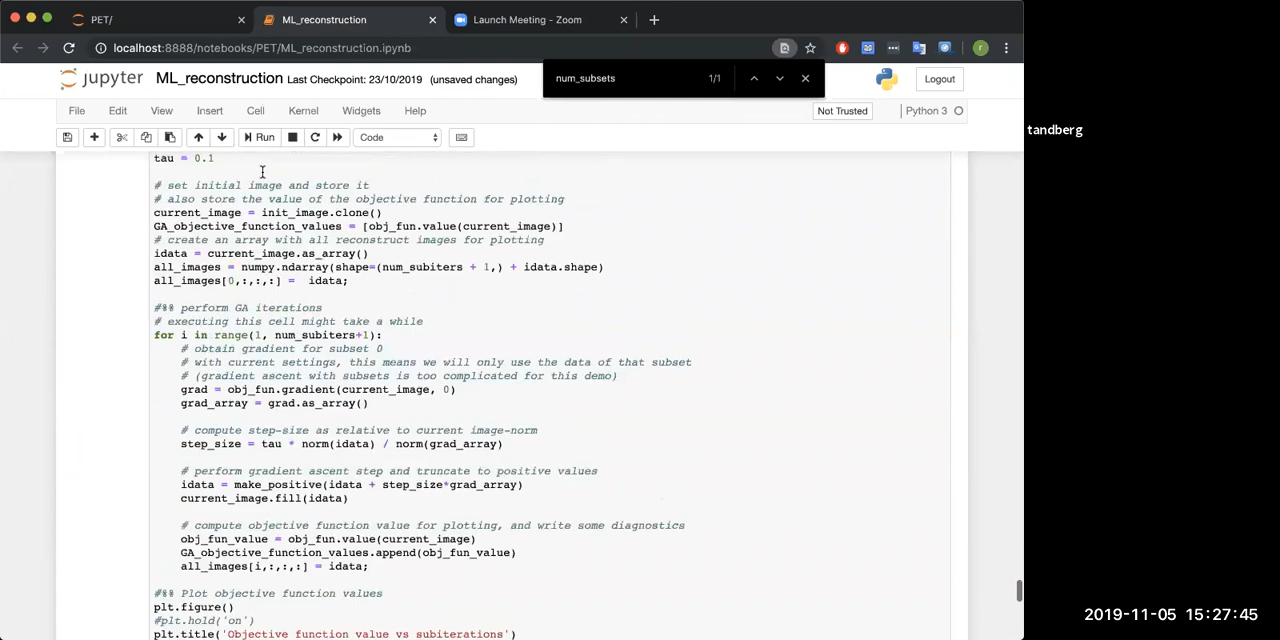 PET/
ML_reconstruction
Launch Meeting - Zoom
localhost:8888/notebooks/PET/ML_reconstruction.ipynb
r
jupyter ML_reconstruction Last Checkpoint: 23/10/2019 (unsaved changes)
num_subsets 1/1
Logout
File Edit View Insert Cell Kernel Widgets Help
Not Trusted
Python 3
Run
Code
tandberg
tau = 0.1
# set initial image and store it
# also store the value of the objective function for plotting
current_image = init_image.clone()
GA_objective_function_values = [obj_fun.value(current_image)]
# create an array with all reconstruct images for plotting
idata = current_image.as_array()
all_images = numpy.ndarray(shape=(num_subiters + 1,) + idata.shape)
all_images[0,:,:,:] =  idata;
#%% perform GA iterations
# executing this cell might take a while
for i in range(1, num_subiters+1):
    # obtain gradient for subset 0
    # with current settings, this means we will only use the data of that subset
    # (gradient ascent with subsets is too complicated for this demo)
    grad = obj_fun.gradient(current_image, 0)
    grad_array = grad.as_array()
    # compute step-size as relative to current image-norm
    step_size = tau * norm(idata) / norm(grad_array)
    # perform gradient ascent step and truncate to positive values
    idata = make_positive(idata + step_size*grad_array)
    current_image.fill(idata)
    # compute objective function value for plotting, and write some diagnostics
    obj_fun_value = obj_fun.value(current_image)
    GA_objective_function_values.append(obj_fun_value)
    all_images[i,:,:,:] = idata;
#%% Plot objective function values
plt.figure()
#plt.hold('on')
plt.title('Objective function value vs subiterations')
2019-11-05 15:27:45